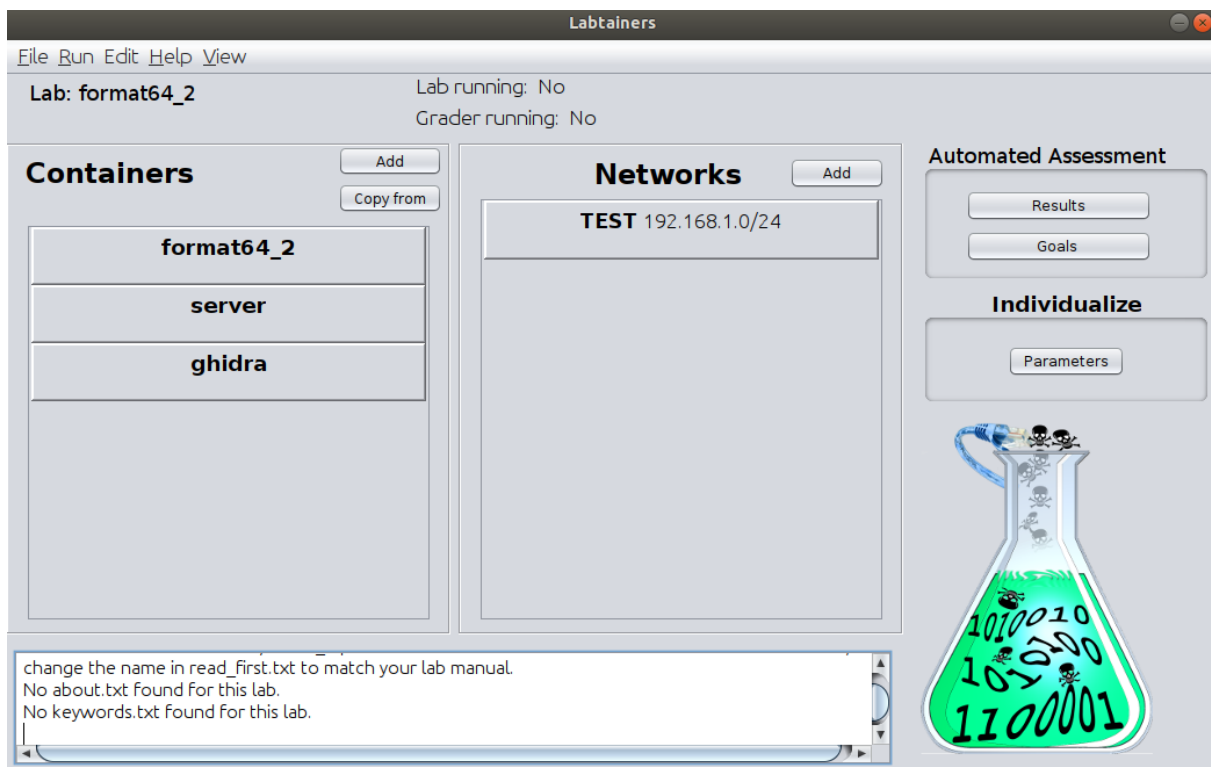 Labtainers
File Run Edit Help View
Lab: format64_2
Lab running: No
Grader running: No
Containers
Add
Copy from
format64_2
server
ghidra
Networks
Add
TEST 192.168.1.0/24
Automated Assessment
Results
Goals
Individualize
Parameters
change the name in read_first.txt to match your lab manual.
No about.txt found for this lab.
No keywords.txt found for this lab.
1010010
1100001